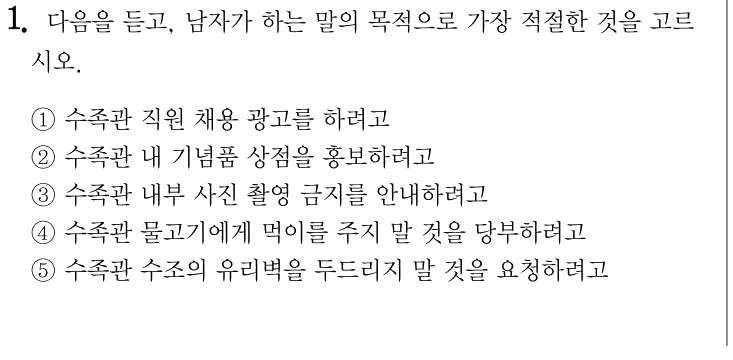 1. 다음을 듣고, 남자가 하는 말의 목적으로 가장 적절한 것을 고르
시오.
① 수족관 직원 채용 광고를 하려고
② 수족관 내 기념품 상점을 홍보하려고
③ 수족관 내부 사진 촬영 금지를 안내하려고
④ 수족관 물고기에게 먹이를 주지 말 것을 당부하려고
⑤ 수족관 수조의 유리벽을 두드리지 말 것을 요청하려고